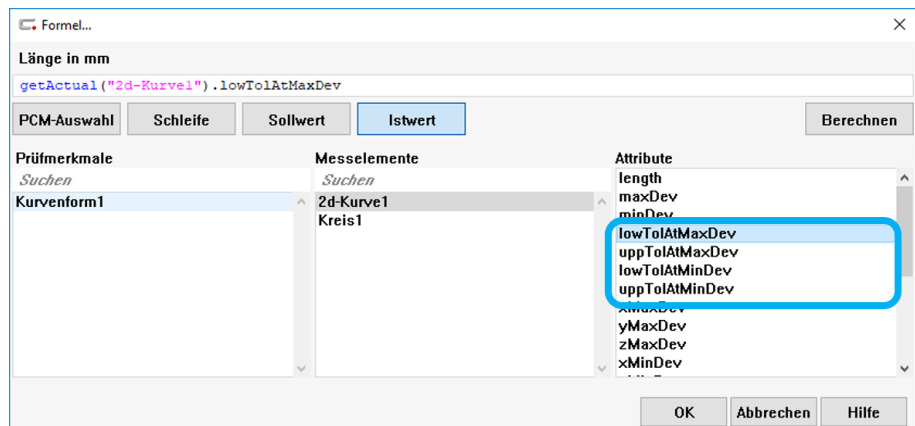 Formel...
Länge in mm
getActual("2d-Kurve1").lowTolAtMaxDev
PCM-Auswahl Schleife Sollwert Istwert Berechnen
Prüfmerkmale Messelemente Attribute
Suchen Suchen length
Kurvenform1 2d-Kurve1 maxDev
Kreis1 minDev
lowTolAtMaxDev
uppTolAtMaxDev
lowTolAtMinDev
uppTolAtMinDev
xMaxDev
yMaxDev
zMaxDev
xMinDev
OK Abbrechen Hilfe